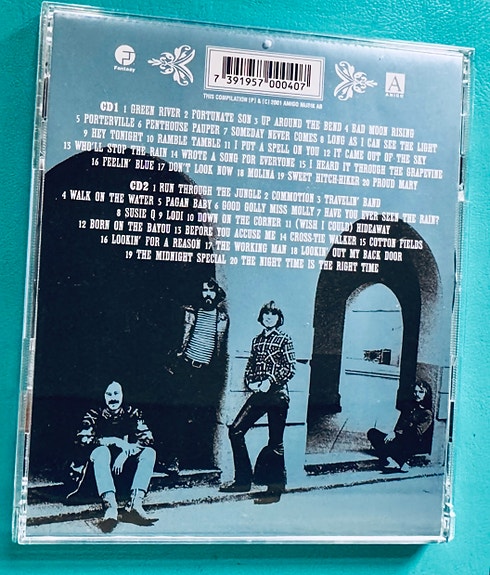 Fantasy
7 391957 000407
A
AMIGO
THIS COMPILATION (P) & (C) 2001 AMIGO MUSIK AB
CD1 1 GREEN RIVER 2 FORTUNATE SON 3 UP AROUND THE BEND 4 BAD MOON RISING
5 PORTERVILLE 6 PENTHOUSE PAUPER 7 SOMEDAY NEVER COMES 8 LONG AS I CAN SEE THE LIGHT
9 HEY TONIGHT 10 RAMBLE TAMBLE 11 I PUT A SPELL ON YOU 12 IT CAME OUT OF THE SKY
13 WHO'LL STOP THE RAIN 14 WROTE A SONG FOR EVERYONE 15 I HEARD IT THROUGH THE GRAPEVINE
16 FEELIN' BLUE 17 DON'T LOOK NOW 18 MOLINA 19 SWEET HITCH-HIKER 20 PROUD MARY
CD2 1 RUN THROUGH THE JUNGLE 2 COMMOTION 3 TRAVELIN' BAND
4 WALK ON THE WATER 5 PAGAN BABY 6 GOOD GOLLY MISS MOLLY 7 HAVE YOU EVER SEEN THE RAIN?
8 SUSIE Q 9 LODI 10 DOWN ON THE CORNER 11 (WISH I COULD) HIDEAWAY
12 BORN ON THE BAYOU 13 BEFORE YOU ACCUSE ME 14 CROSS-TIE WALKER 15 COTTON FIELDS
16 LOOKIN' FOR A REASON 17 THE WORKING MAN 18 LOOKIN' OUT MY BACK DOOR
19 THE MIDNIGHT SPECIAL 20 THE NIGHT TIME IS THE RIGHT TIME